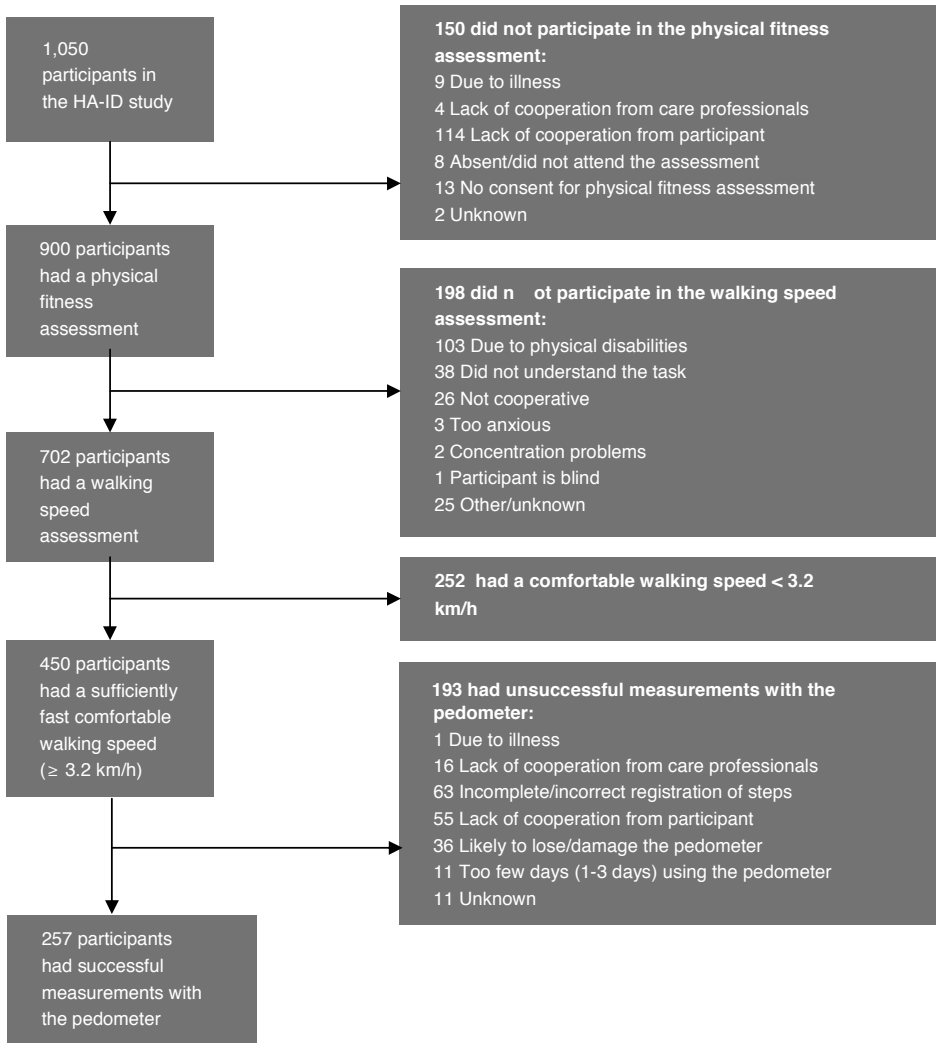 1,050
participants in
the HA-ID study
150 did not participate in the physical fitness
assessment:
9 Due to illness
4 Lack of cooperation from care professionals
114 Lack of cooperation from participant
8 Absent/did not attend the assessment
13 No consent for physical fitness assessment
2 Unknown
900 participants
had a physical
fitness
assessment
198 did n ot participate in the walking speed
assessment:
103 Due to physical disabilities
38 Did not understand the task
26 Not cooperative
3 Too anxious
2 Concentration problems
1 Participant is blind
25 Other/unknown
702 participants
had a walking
speed
assessment
252 had a comfortable walking speed < 3.2
km/h
450 participants
had a sufficiently
fast comfortable
walking speed
(≥ 3.2 km/h)
193 had unsuccessful measurements with the
pedometer:
1 Due to illness
16 Lack of cooperation from care professionals
63 Incomplete/incorrect registration of steps
55 Lack of cooperation from participant
36 Likely to lose/damage the pedometer
11 Too few days (1-3 days) using the pedometer
11 Unknown
257 participants
had successful
measurements with
the pedometer